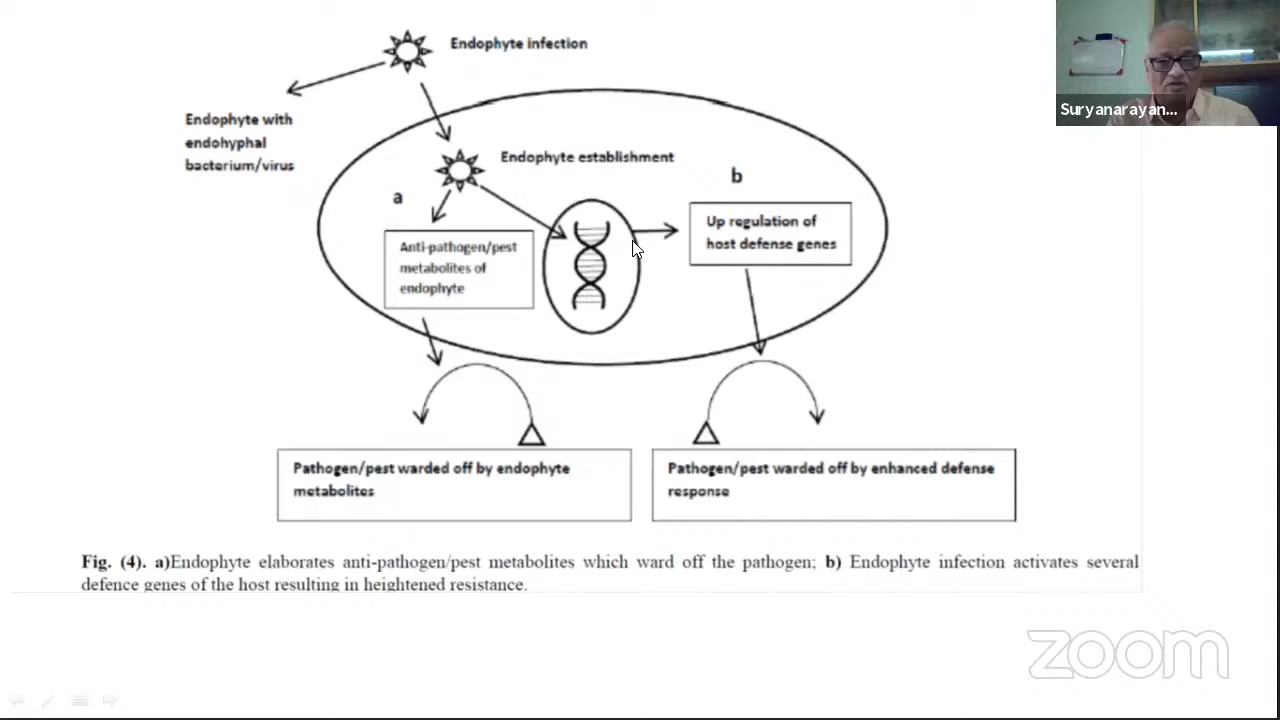 Endophyte infection
Suryanarayan...
Endophyte with
endohyphal
bacterium/virus
Endophyte establishment
a
b
Anti-pathogen/pest
metabolites of
endophyte
Up regulation of
host defense genes
Pathogen/pest warded off by endophyte
metabolites
Pathogen/pest warded off by enhanced defense
response
Fig. (4). a)Endophyte elaborates anti-pathogen/pest metabolites which ward off the pathogen; b) Endophyte infection activates several
defence genes of the host resulting in heightened resistance.
zoom